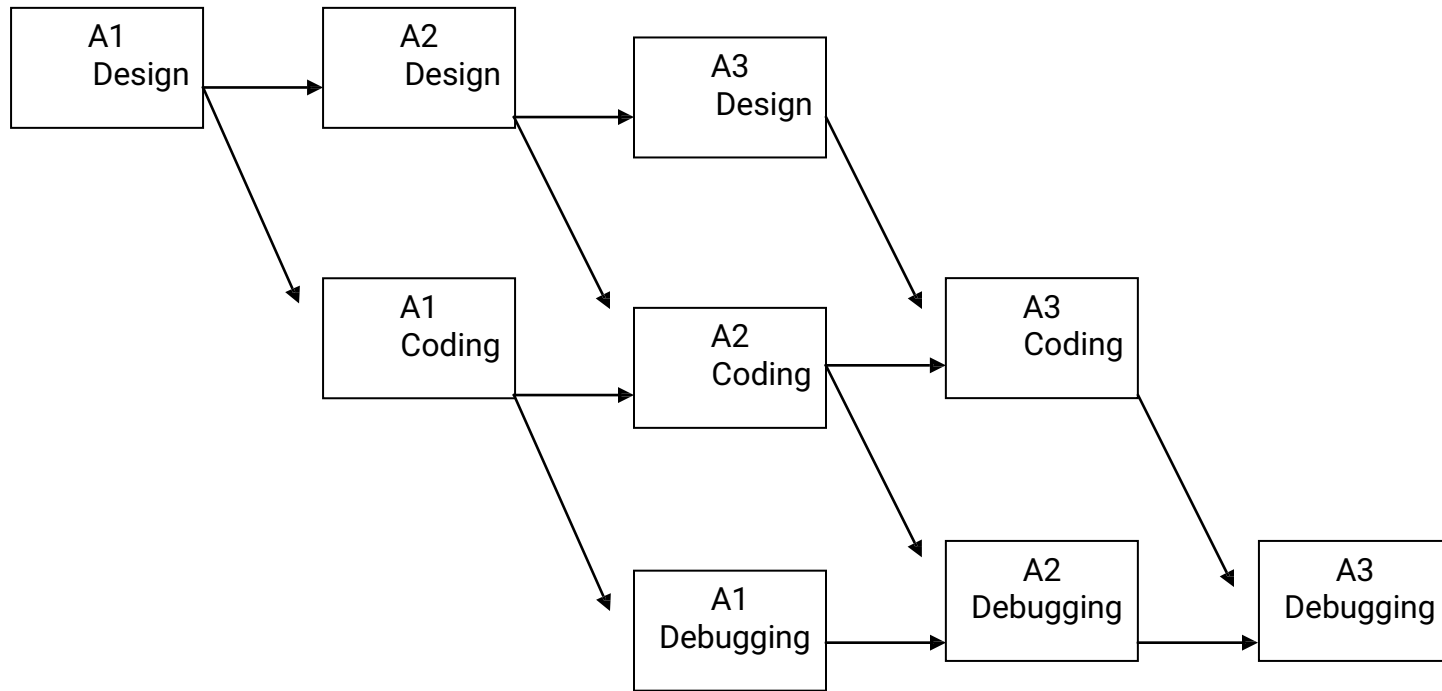 A1
Design
A2
Design
A3
Design
A1
Coding
A2
Coding
A3
Coding
A1
Debugging
A2
Debugging
A3
Debugging